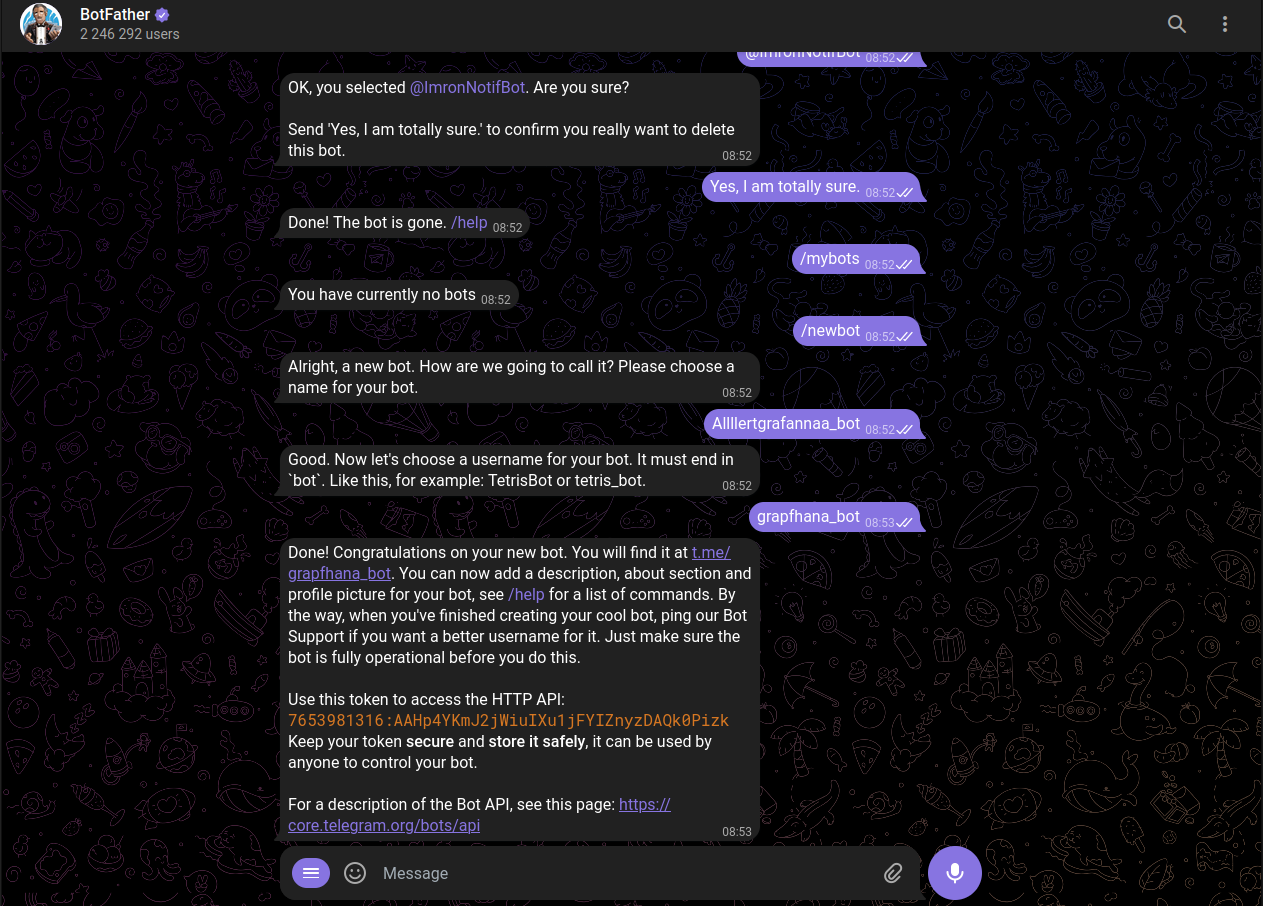 BotFather
2 246 292 users
@ImronNotifBot 08:52
OK, you selected @ImronNotifBot. Are you sure?
Send 'Yes, I am totally sure.' to confirm you really want to delete
this bot.
08:52
Yes, I am totally sure. 08:52
Done! The bot is gone. /help 08:52
/mybots 08:52
You have currently no bots 08:52
/newbot 08:52
Alright, a new bot. How are we going to call it? Please choose a
name for your bot.
08:52
Allllertgrafannaa_bot 08:52
Good. Now let's choose a username for your bot. It must end in
`bot`. Like this, for example: TetrisBot or tetris_bot.
08:52
grapfhana_bot 08:53
Done! Congratulations on your new bot. You will find it at t.me/
grapfhana_bot. You can now add a description, about section and
profile picture for your bot, see /help for a list of commands. By
the way, when you've finished creating your cool bot, ping our Bot
Support if you want a better username for it. Just make sure the
bot is fully operational before you do this.
Use this token to access the HTTP API:
7653981316:AAHp4YKmJ2jWiuIXu1jFYIZnyzDAQk0Pizk
Keep your token secure and store it safely, it can be used by
anyone to control your bot.
For a description of the Bot API, see this page: https://
core.telegram.org/bots/api
08:53
Message